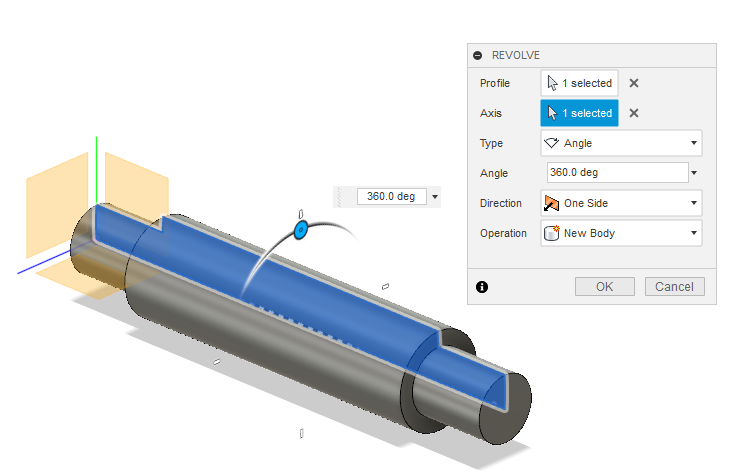 REVOLVE
Profile 1 selected
Axis 1 selected
Type Angle
Angle 360.0 deg
Direction One Side
Operation New Body
OK Cancel
360.0 deg